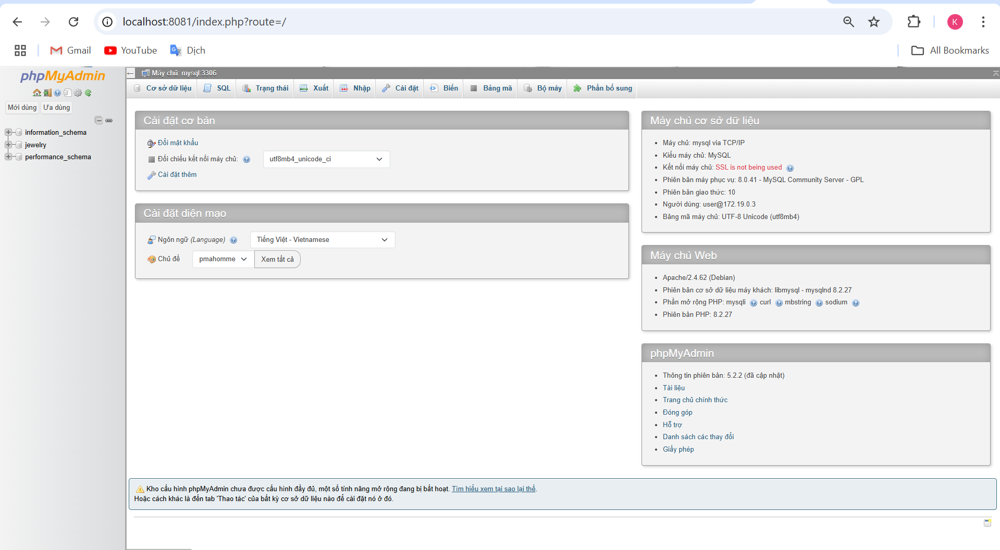 localhost:8081/index.php?route=/
K
Gmail
YouTube
Dịch
All Bookmarks
phpMyAdmin
Mới dùng
Ưa dùng
information_schema
jewelry
performance_schema
Máy chủ: mysql:3306
Cơ sở dữ liệu
SQL
Trạng thái
Xuất
Nhập
Cài đặt
Biến
Bảng mã
Bộ máy
Phần bổ sung
Cài đặt cơ bản
Đổi mật khẩu
Đối chiếu kết nối máy chủ:
utf8mb4_unicode_ci
Cài đặt thêm
Cài đặt diện mạo
Ngôn ngữ (Language)
Tiếng Việt - Vietnamese
Chủ đề
pmahomme
Xem tất cả
Máy chủ cơ sở dữ liệu
Máy chủ: mysql via TCP/IP
Kiểu máy chủ: MySQL
Kết nối máy chủ: SSL is not being used
Phiên bản máy phục vụ: 8.0.41 - MySQL Community Server - GPL
Phiên bản giao thức: 10
Người dùng: user@172.19.0.3
Bảng mã máy chủ: UTF-8 Unicode (utf8mb4)
Máy chủ Web
Apache/2.4.62 (Debian)
Phiên bản cơ sở dữ liệu máy khách: libmysql - mysqlnd 8.2.27
Phần mở rộng PHP: mysqli curl mbstring sodium
Phiên bản PHP: 8.2.27
phpMyAdmin
Thông tin phiên bản: 5.2.2 (đã cập nhật)
Tài liệu
Trang chủ chính thức
Đóng góp
Hỗ trợ
Danh sách các thay đổi
Giấy phép
Kho cấu hình phpMyAdmin chưa được cấu hình đầy đủ, một số tính năng mở rộng đang bị bất hoạt. Tìm hiểu xem tại sao lại thế.
Hoặc cách khác là đến tab 'Thao tác' của bất kỳ cơ sở dữ liệu nào để cài đặt nó ở đó.